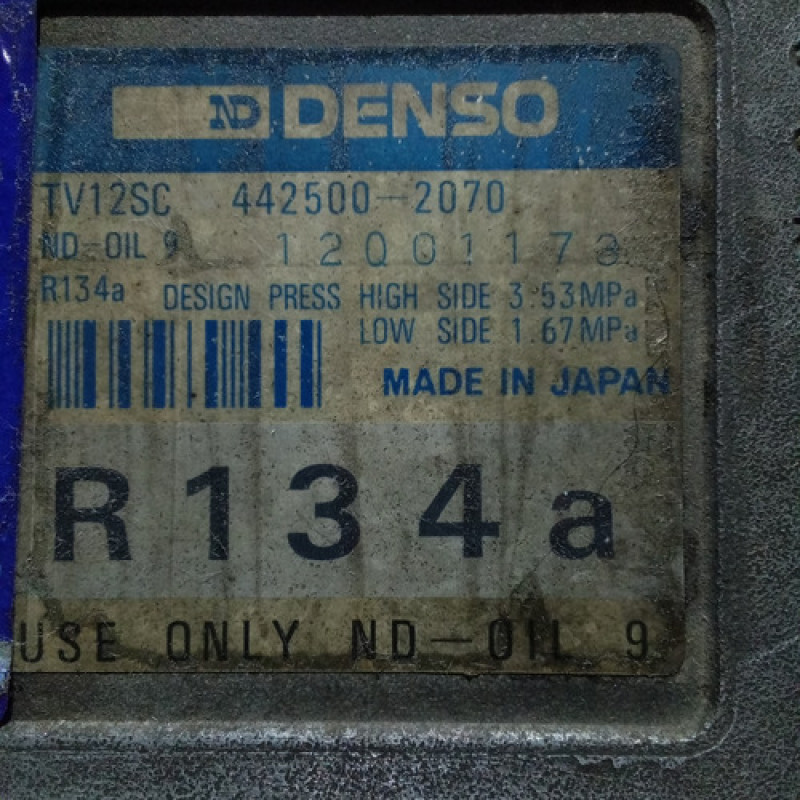 ND DENSO
TV12SC 442500-2070
ND-OIL 9 12Q01173
R134a DESIGN PRESS HIGH SIDE 3.53MPa
LOW SIDE 1.67MPa
MADE IN JAPAN
R134a
USE ONLY ND-OIL 9